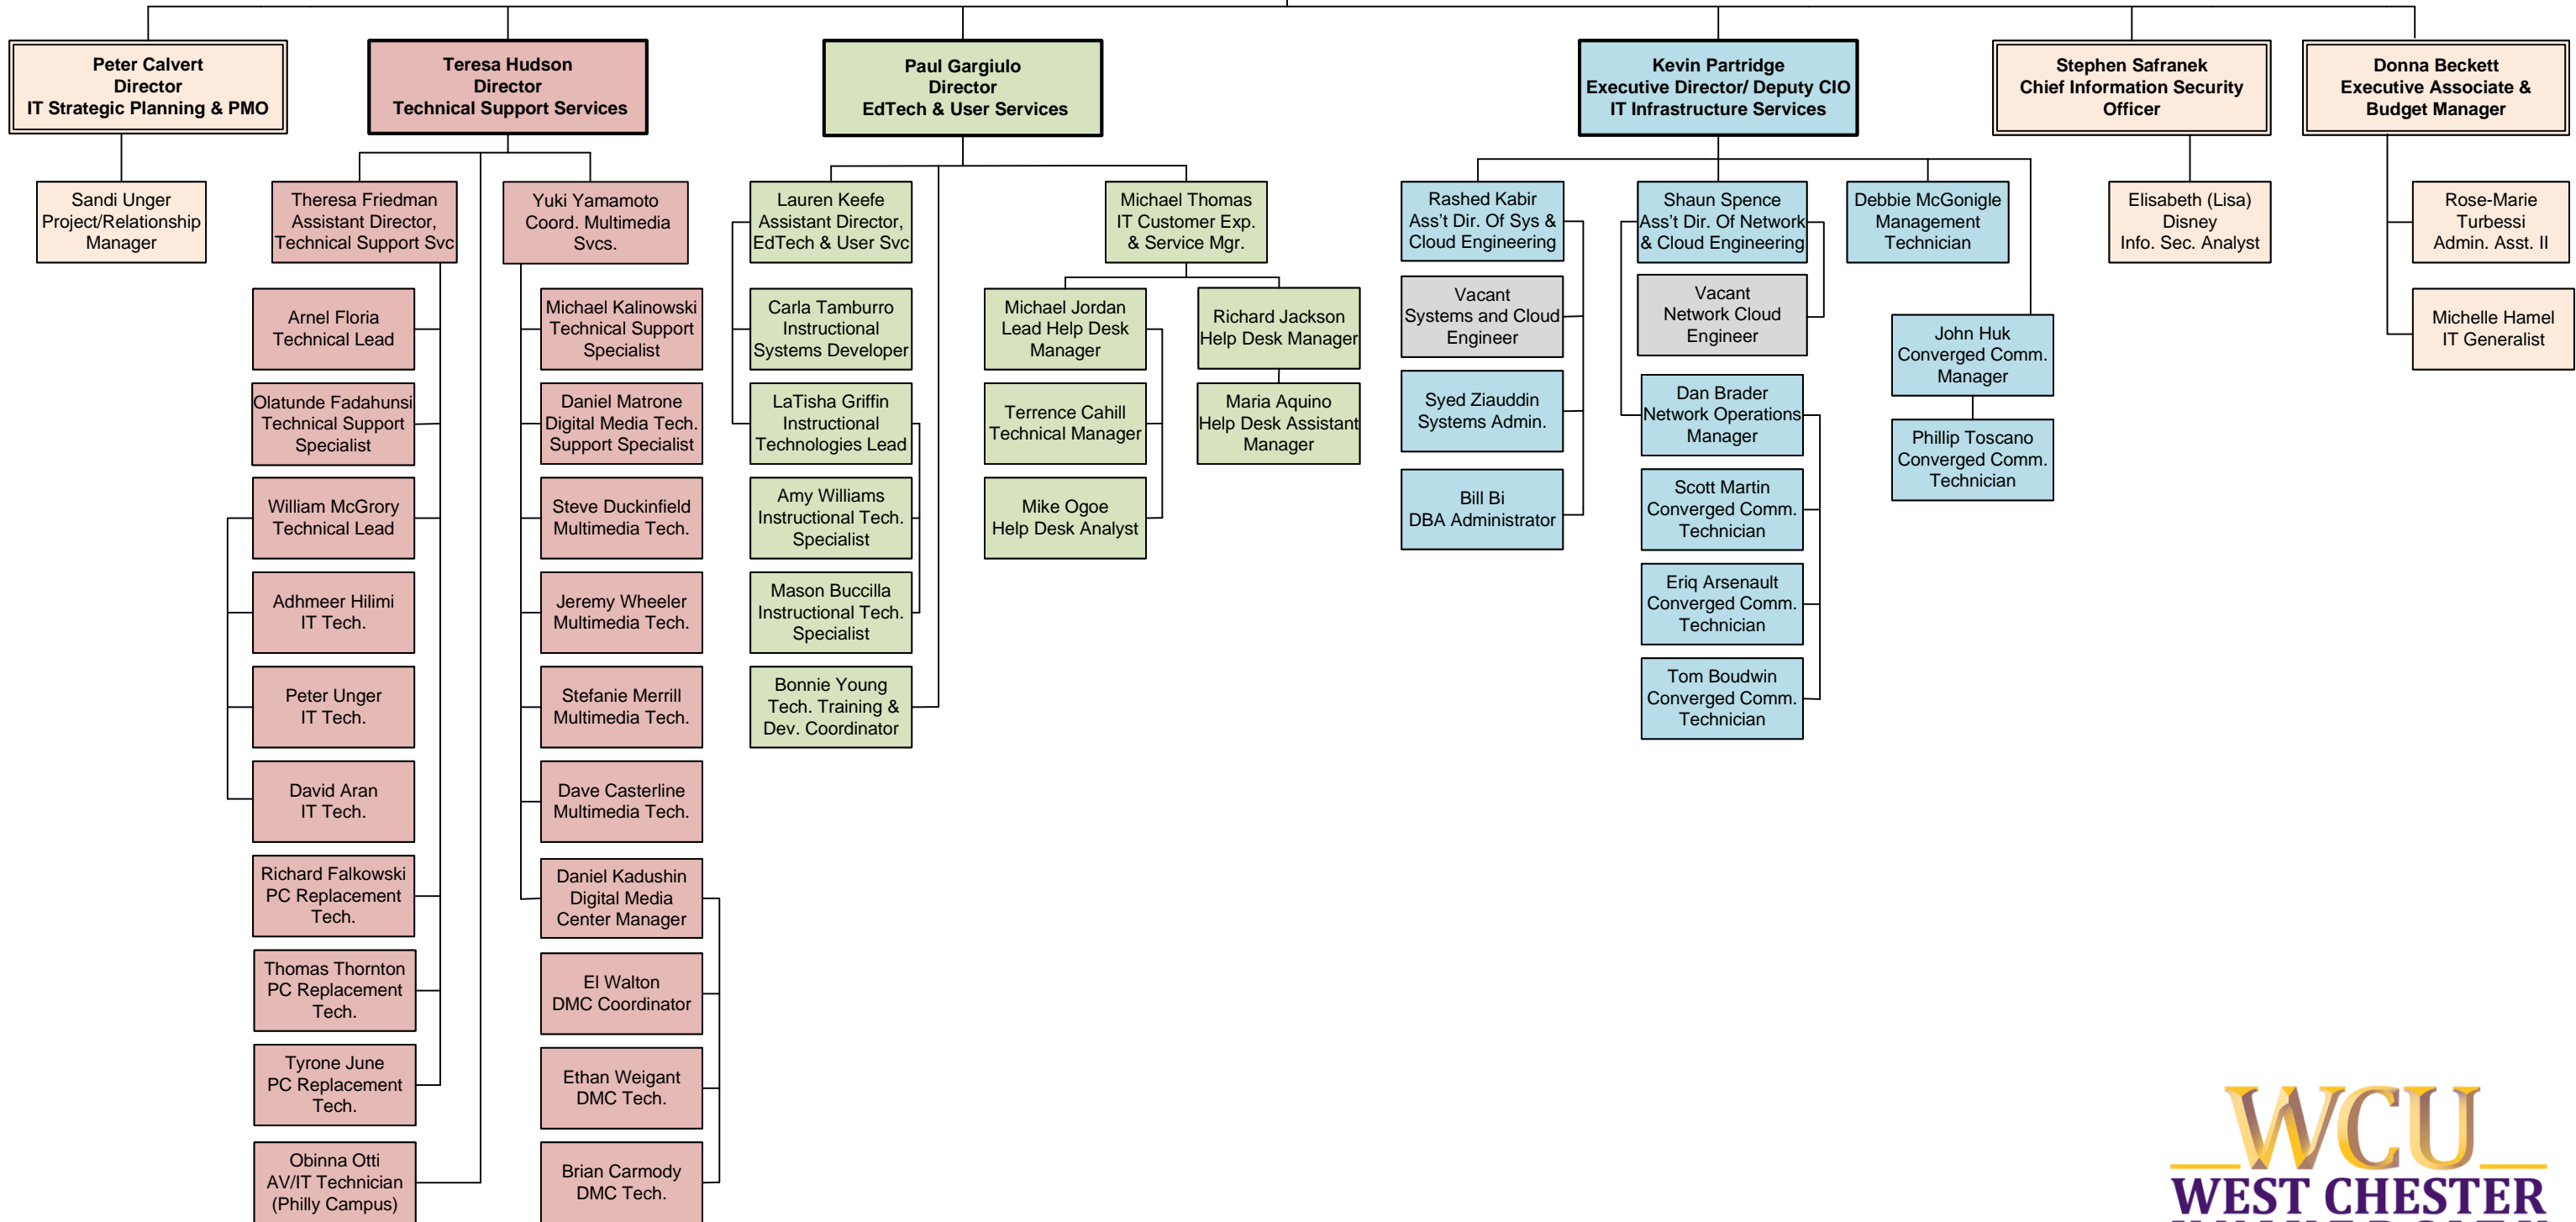 Peter Calvert
Director
IT Strategic Planning & PMO
Teresa Hudson
Director
Technical Support Services
Paul Gargiulo
Director
EdTech & User Services
Kevin Partridge
Executive Director/ Deputy CIO
IT Infrastructure Services
Stephen Safranek
Chief Information Security
Officer
Donna Beckett
Executive Associate &
Budget Manager
Sandi Unger
Project/Relationship
Manager
Theresa Friedman
Assistant Director,
Technical Support Svc
Arnel Floria
Technical Lead
Olatunde Fadahunsi
Technical Support
Specialist
William McGrory
Technical Lead
Adhmeer Hilimi
IT Tech.
Peter Unger
IT Tech.
David Aran
IT Tech.
Richard Falkowski
PC Replacement
Tech.
Thomas Thornton
PC Replacement
Tech.
Tyrone June
PC Replacement
Tech.
Obinna Otti
AV/IT Technician
(Philly Campus)
Yuki Yamamoto
Coord. Multimedia
Svcs.
Michael Kalinowski
Technical Support
Specialist
Daniel Matrone
Digital Media Tech.
Support Specialist
Steve Duckinfield
Multimedia Tech.
Jeremy Wheeler
Multimedia Tech.
Stefanie Merrill
Multimedia Tech.
Dave Casterline
Multimedia Tech.
Daniel Kadushin
Digital Media
Center Manager
El Walton
DMC Coordinator
Ethan Weigant
DMC Tech.
Brian Carmody
DMC Tech.
Lauren Keefe
Assistant Director,
EdTech & User Svc
Carla Tamburro
Instructional
Systems Developer
LaTisha Griffin
Instructional
Technologies Lead
Amy Williams
Instructional Tech.
Specialist
Mason Buccilla
Instructional Tech.
Specialist
Bonnie Young
Tech. Training &
Dev. Coordinator
Michael Thomas
IT Customer Exp.
& Service Mgr.
Michael Jordan
Lead Help Desk
Manager
Terrence Cahill
Technical Manager
Mike Ogoe
Help Desk Analyst
Richard Jackson
Help Desk Manager
Maria Aquino
Help Desk Assistant
Manager
Rashed Kabir
Ass't Dir. Of Sys &
Cloud Engineering
Vacant
Systems and Cloud
Engineer
Syed Ziauddin
Systems Admin.
Bill Bi
DBA Administrator
Shaun Spence
Ass't Dir. Of Network
& Cloud Engineering
Vacant
Network Cloud
Engineer
Dan Brader
Network Operations
Manager
Scott Martin
Converged Comm.
Technician
Eriq Arsenault
Converged Comm.
Technician
Tom Boudwin
Converged Comm.
Technician
Debbie McGonigle
Management
Technician
John Huk
Converged Comm.
Manager
Phillip Toscano
Converged Comm.
Technician
Elisabeth (Lisa)
Disney
Info. Sec. Analyst
Rose-Marie
Turbessi
Admin. Asst. II
Michelle Hamel
IT Generalist
WCU
WEST CHESTER